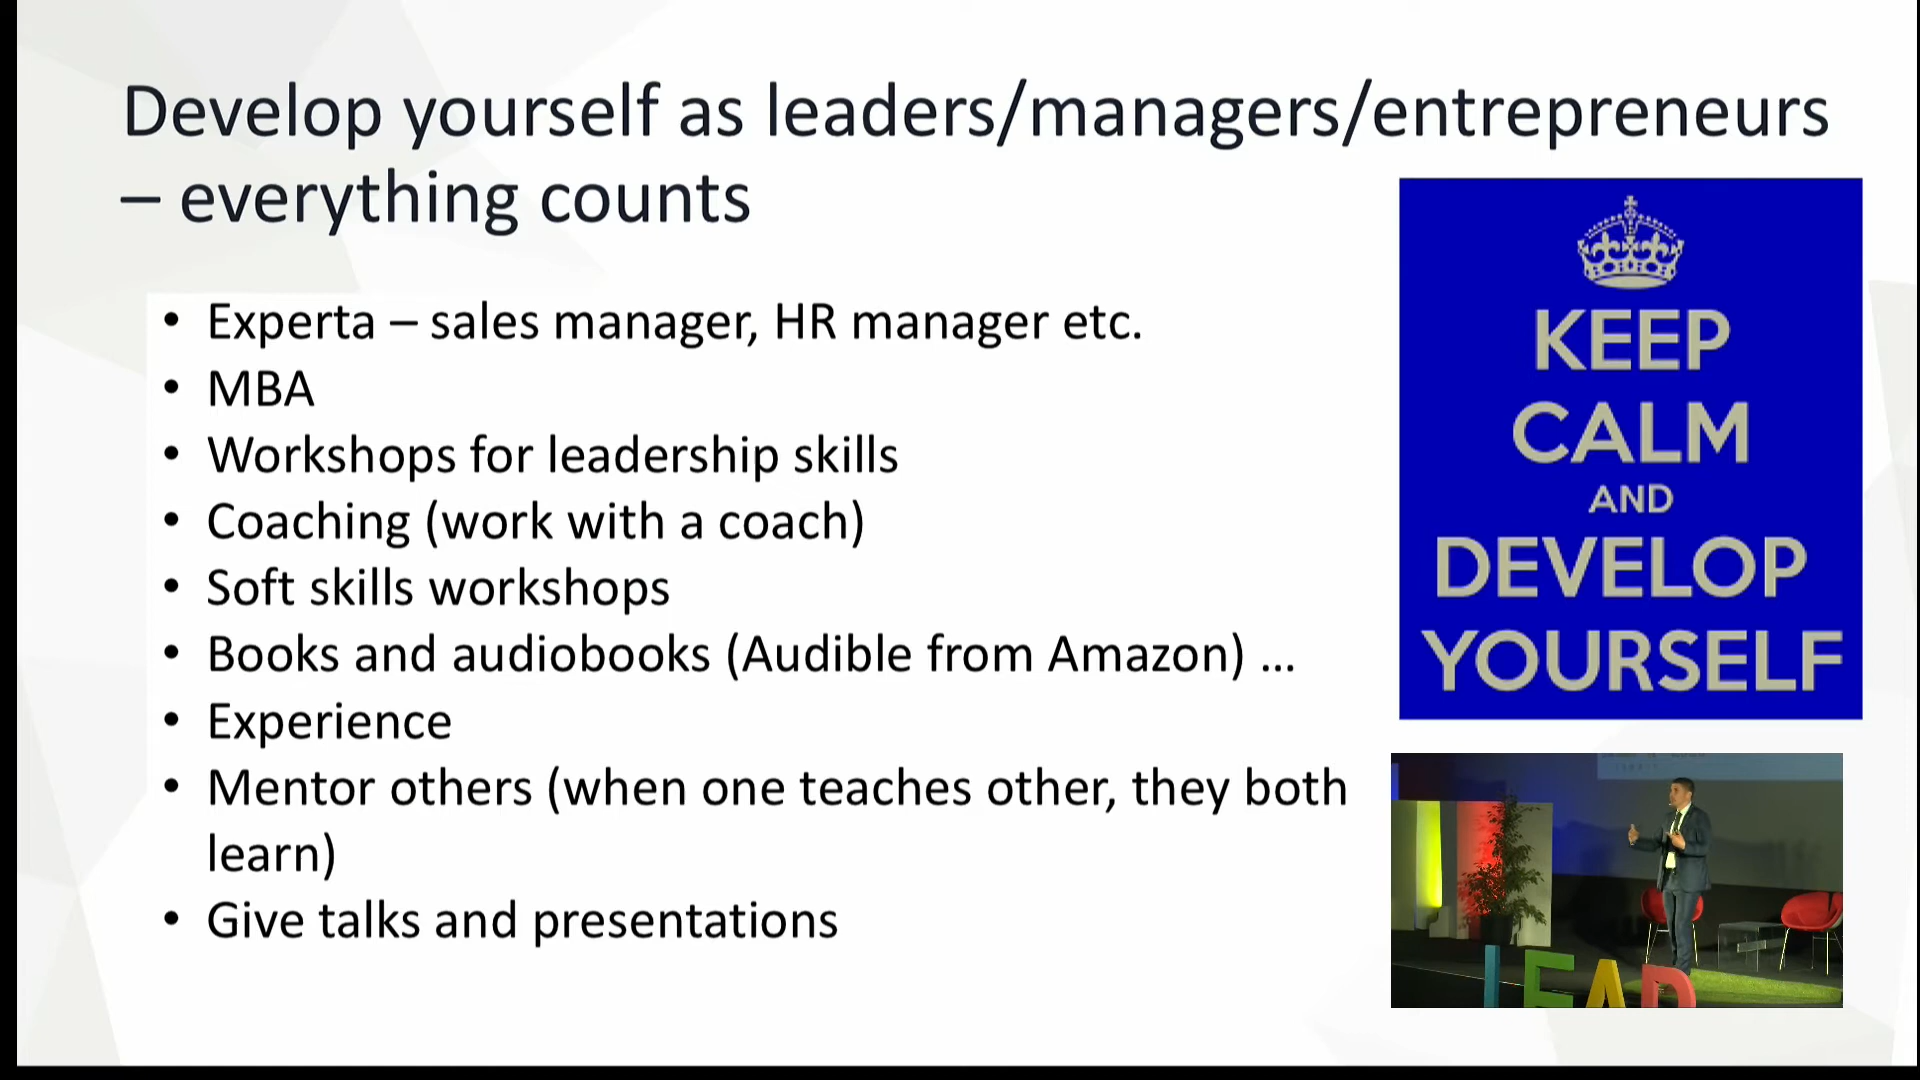 Develop yourself as leaders/managers/entrepreneurs
– everything counts
• Experta – sales manager, HR manager etc.
• MBA
• Workshops for leadership skills
• Coaching (work with a coach)
• Soft skills workshops
• Books and audiobooks (Audible from Amazon) ...
• Experience
• Mentor others (when one teaches other, they both
learn)
• Give talks and presentations
KEEP
CALM
AND
DEVELOP
YOURSELF
LEAD